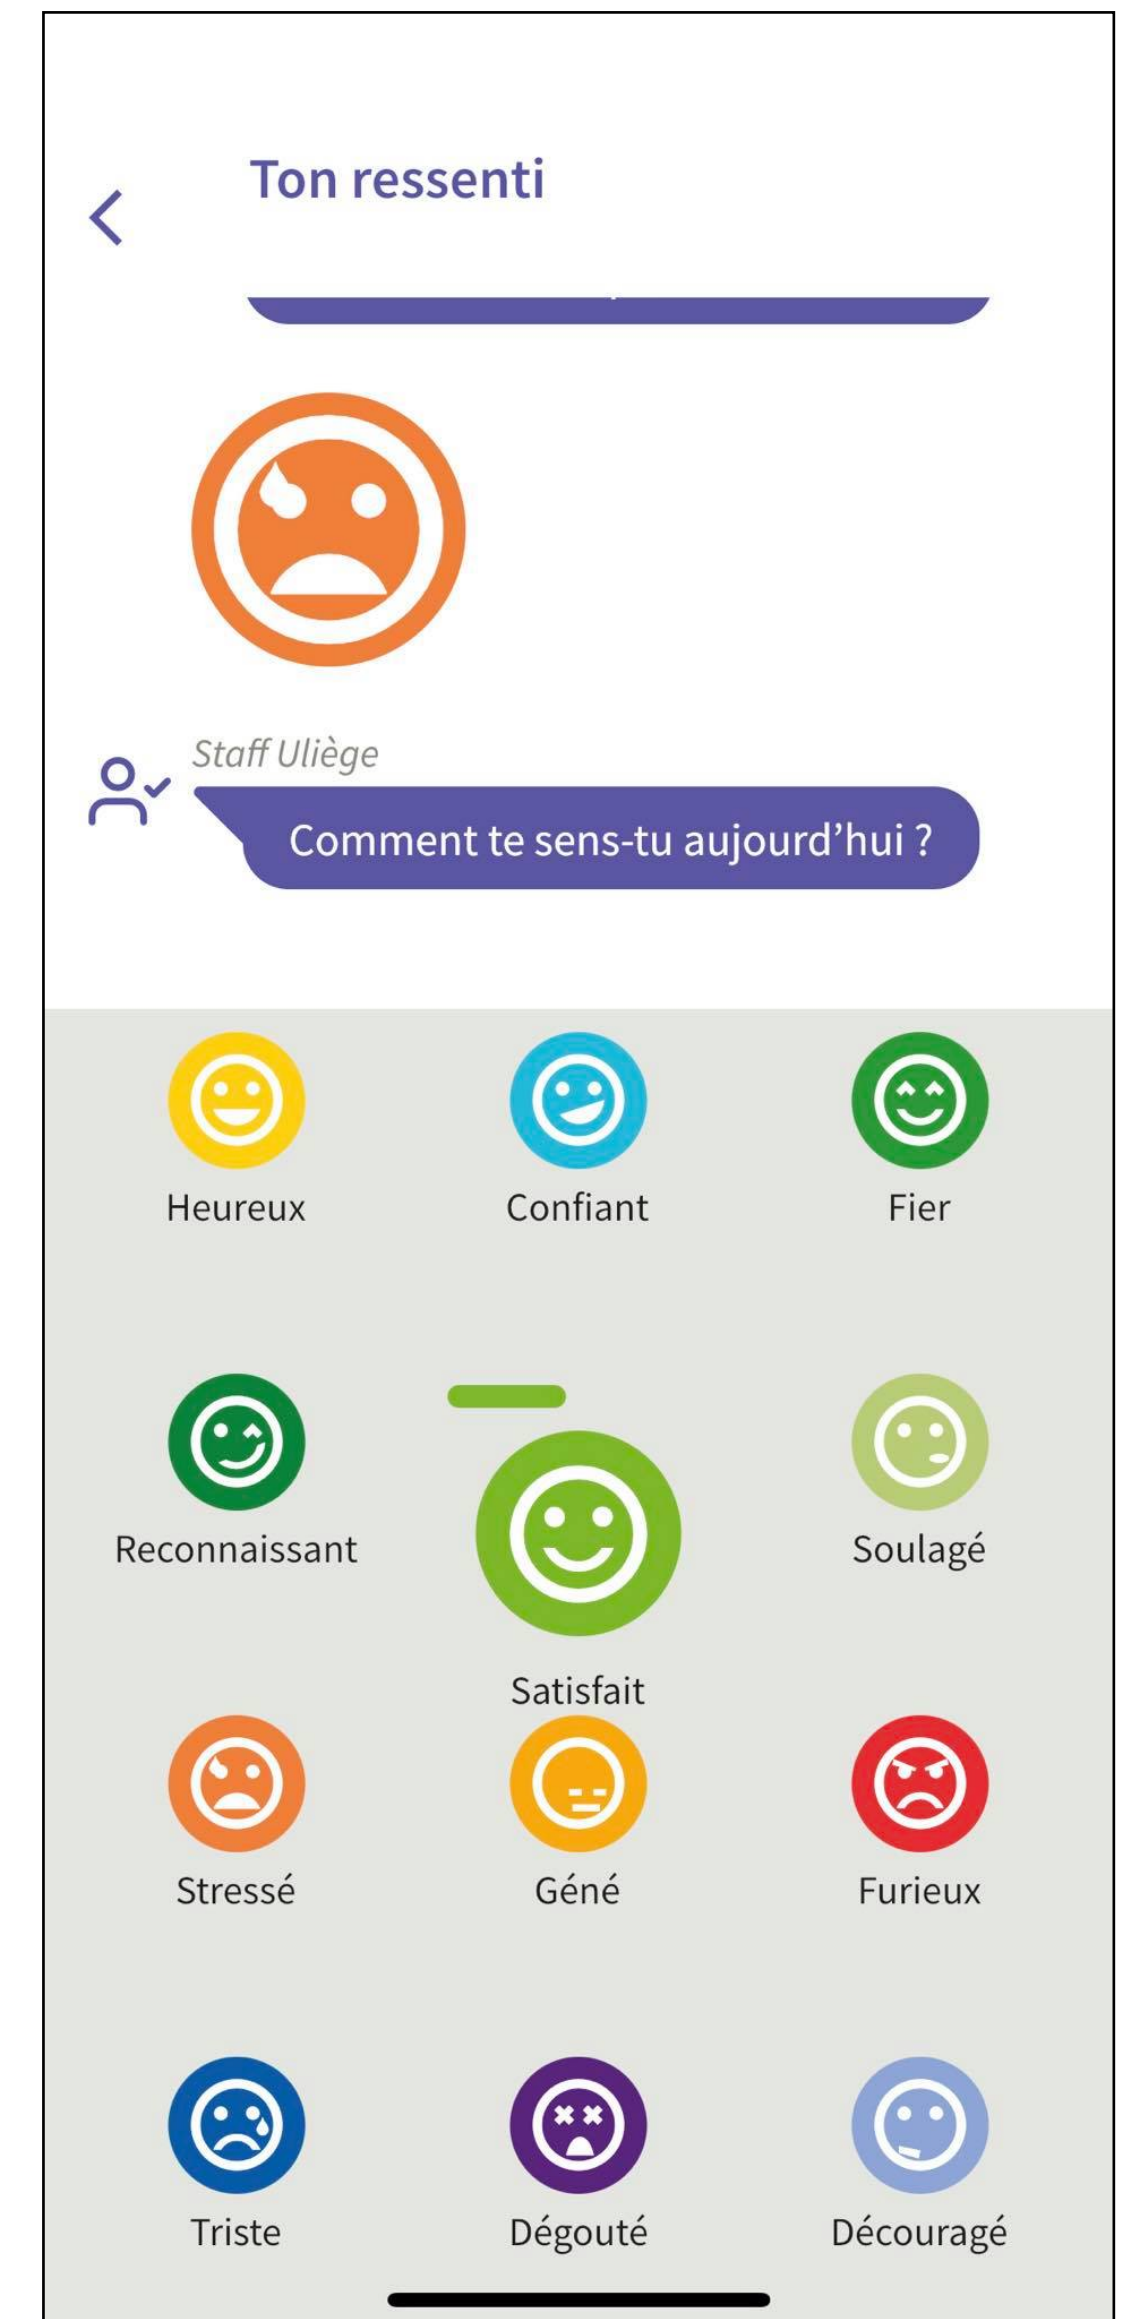 Ton ressenti
Staff Uliège
Comment te sens-tu aujourd’hui ?
Heureux
Confiant
Fier
Reconnaissant
Soulagé
Satisfait
Stressé
Géné
Furieux
Triste
Dégouté
Découragé